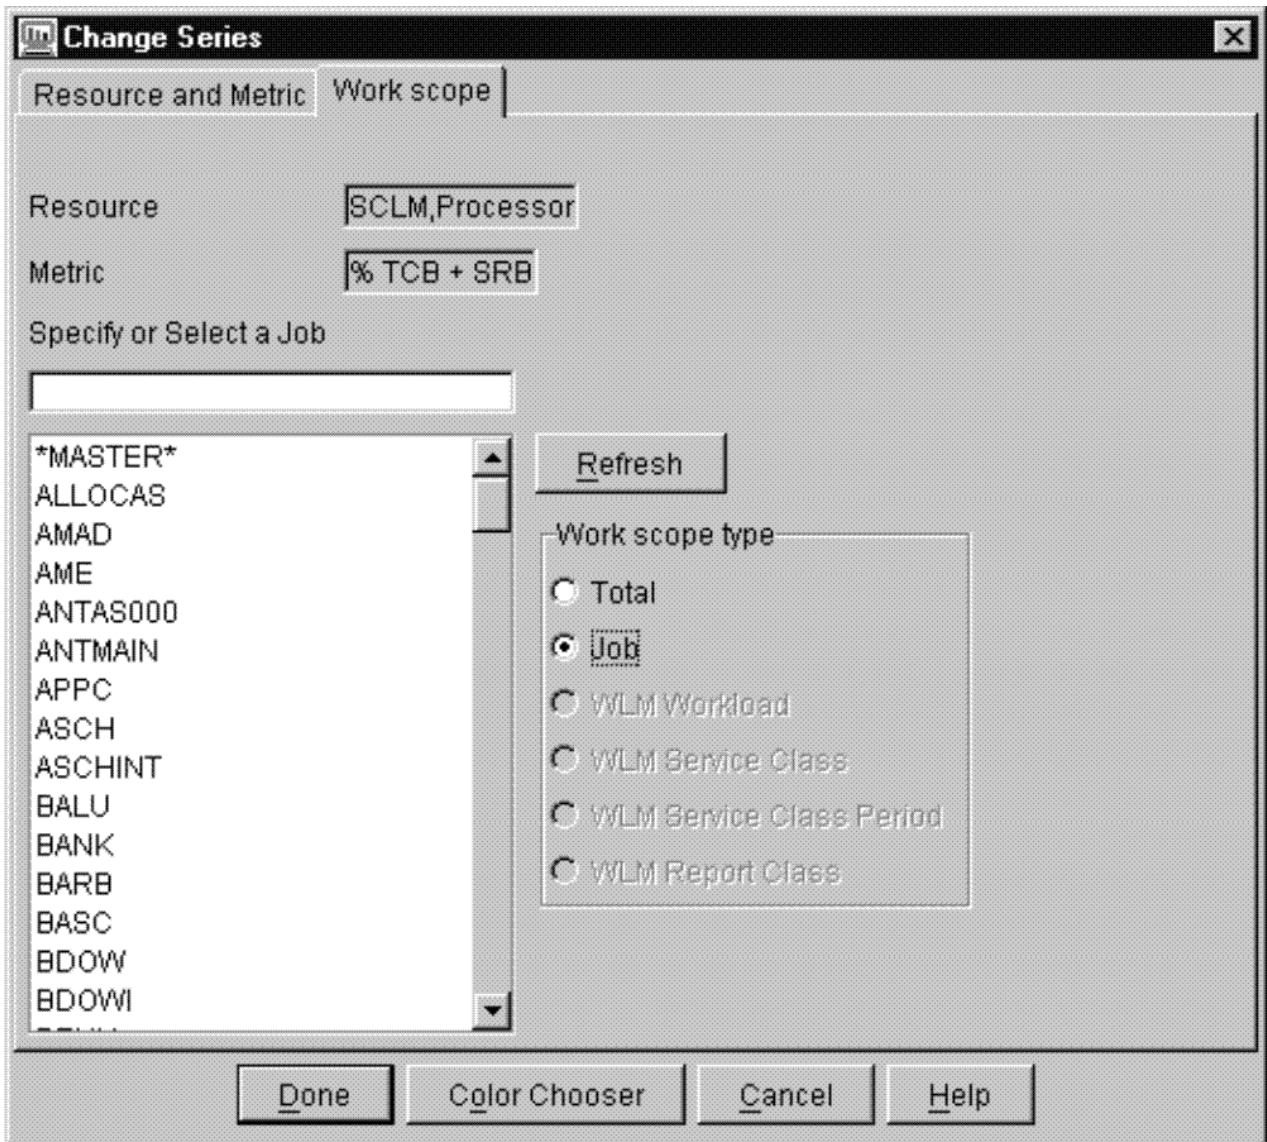 Change Series
Resource and Metric
Work scope
Resource
SCLM,Processor
Metric
% TCB + SRB
Specify or Select a Job
*MASTER*
ALLOCAS
AMAD
AME
ANTAS000
ANTMAIN
APPC
ASCH
ASCHINT
BALU
BANK
BARB
BASC
BDOW
BDOWI
Refresh
Work scope type
Total
Job
WLM Workload
WLM Service Class
WLM Service Class Period
WLM Report Class
Done
Color Chooser
Cancel
Help